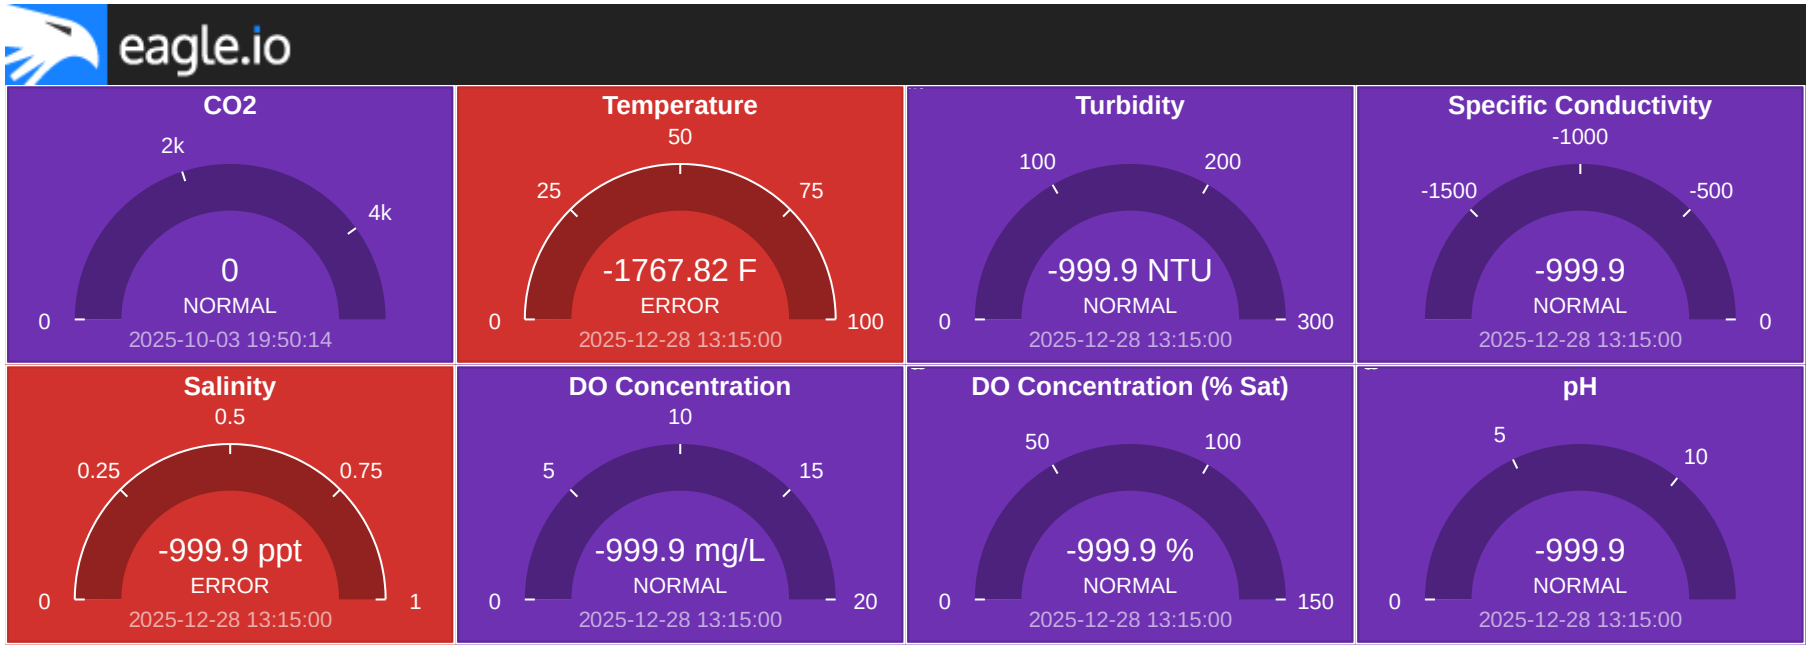 eagle.io
CO2
2k
4k
0
NORMAL
0
2025-10-03 19:50:14
Temperature
50
25
75
-1767.82 F
ERROR
0
100
2025-12-28 13:15:00
Turbidity
100
200
-999.9 NTU
NORMAL
0
300
2025-12-28 13:15:00
Specific Conductivity
-1000
-1500
-500
-999.9
NORMAL
0
2025-12-28 13:15:00
Salinity
0.5
0.25
0.75
-999.9 ppt
ERROR
0
1
2025-12-28 13:15:00
DO Concentration
10
5
15
-999.9 mg/L
NORMAL
0
20
2025-12-28 13:15:00
DO Concentration (% Sat)
50
100
-999.9 %
NORMAL
0
150
2025-12-28 13:15:00
pH
5
10
-999.9
NORMAL
0
2025-12-28 13:15:00